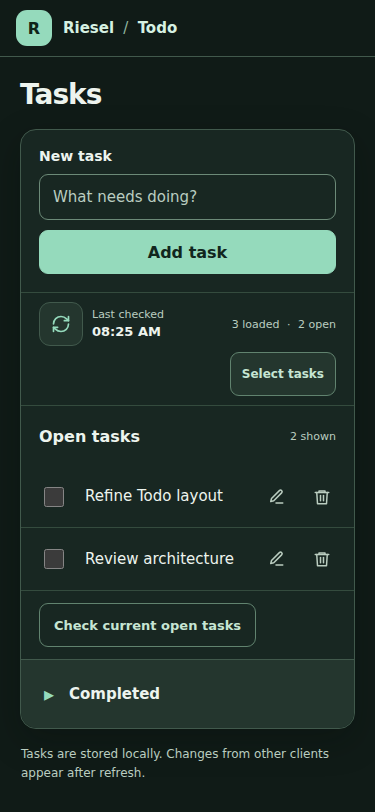 R Riesel / Todo
Tasks
New task
What needs doing?
Add task
Last checked
08:25 AM
3 loaded · 2 open
Select tasks
Open tasks
2 shown
Refine Todo layout
Review architecture
Check current open tasks
▶ Completed
Tasks are stored locally. Changes from other clients
appear after refresh.